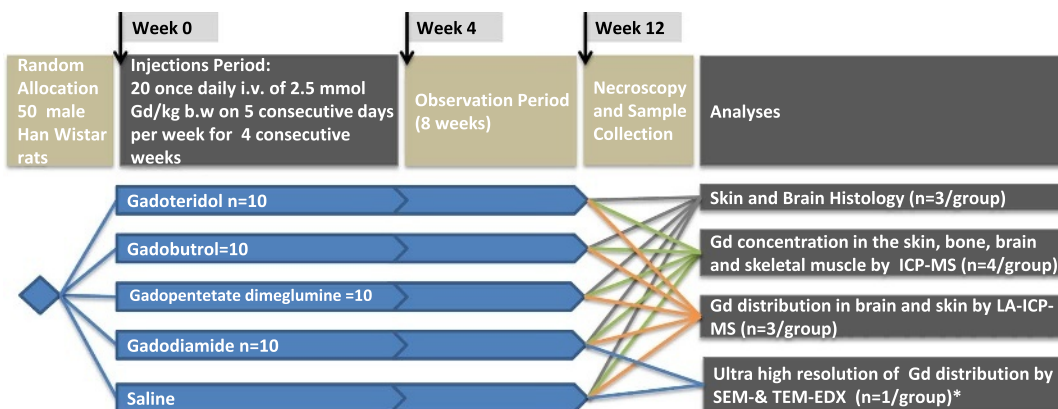 Week 0
Week 4
Week 12
Random
Allocation
50 male
Han Wistar
rats
Injections Period:
20 once daily i.v. of 2.5 mmol
Gd/kg b.w on 5 consecutive days
per week for 4 consecutive
weeks
Observation Period
(8 weeks)
Necroscopy
and Sample
Collection
Analyses
Gadoteridol n=10
Gadobutrol=10
Gadopentetate dimeglumine =10
Gadodiamide n=10
Saline
Skin and Brain Histology (n=3/group)
Gd concentration in the skin, bone, brain
and skeletal muscle by ICP-MS (n=4/group)
Gd distribution in brain and skin by LA-ICP-
MS (n=3/group)
Ultra high resolution of Gd distribution by
SEM-& TEM-EDX (n=1/group)*